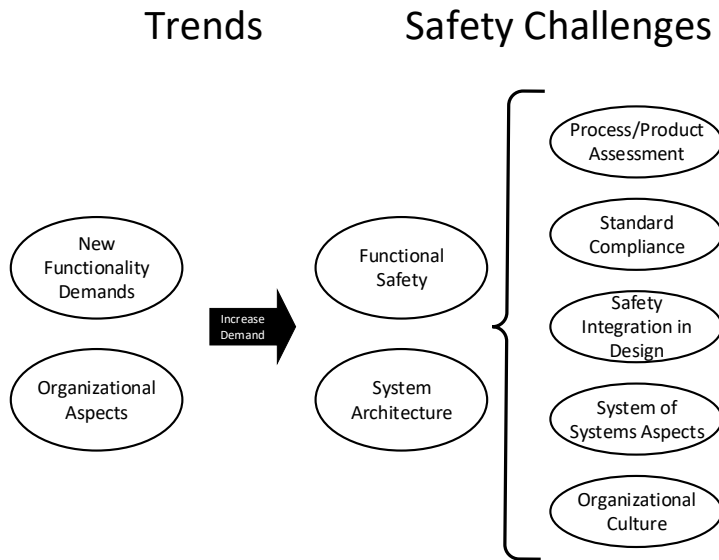 Trends
Safety Challenges
New
Functionality
Demands
Organizational
Aspects
Increase
Demand
Functional
Safety
System
Architecture
Process/Product
Assessment
Standard
Compliance
Safety
Integration in
Design
System of
Systems Aspects
Organizational
Culture